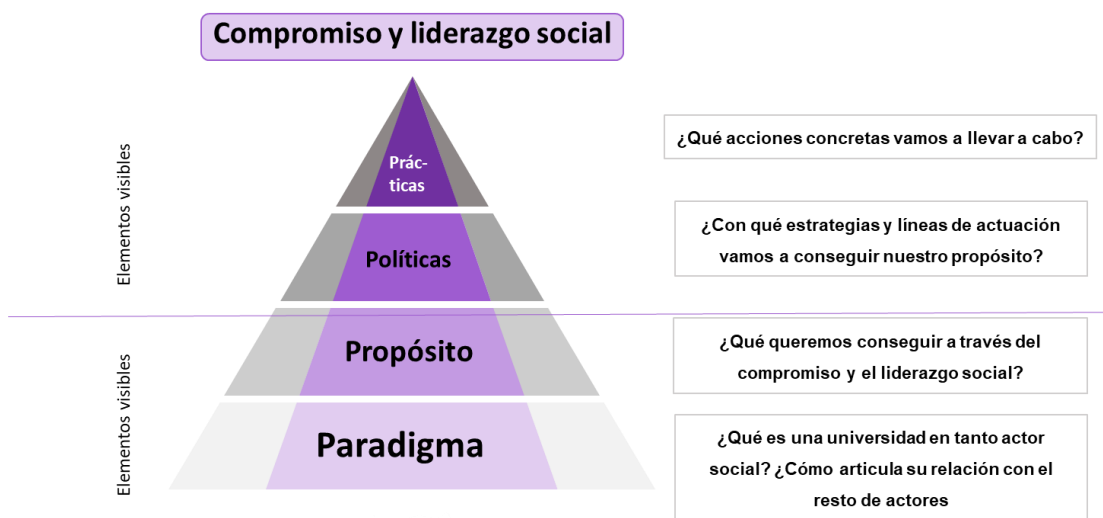 Compromiso y liderazgo social
Elementos visibles
Prác-
ticas
¿Qué acciones concretas vamos a llevar a cabo?
Políticas
¿Con qué estrategias y líneas de actuación
vamos a conseguir nuestro propósito?
Elementos visibles
Propósito
¿Qué queremos conseguir a través del
compromiso y el liderazgo social?
Paradigma
¿Qué es una universidad en tanto actor
social? ¿Cómo articula su relación con el
resto de actores